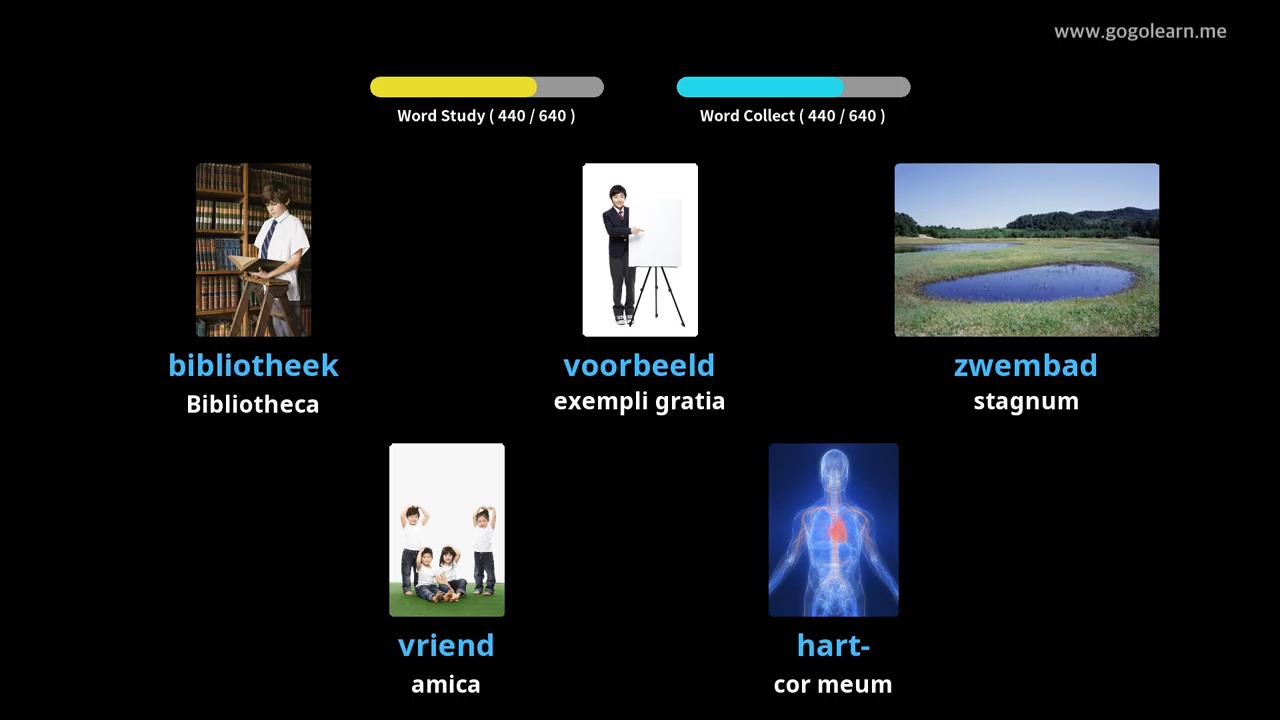 www.gogolearn.me
Word Study ( 440 / 640 )
Word Collect ( 440 / 640 )
bibliotheek
Bibliotheca
voorbeeld
exempli gratia
zwembad
stagnum
vriend
amica
hart-
cor meum